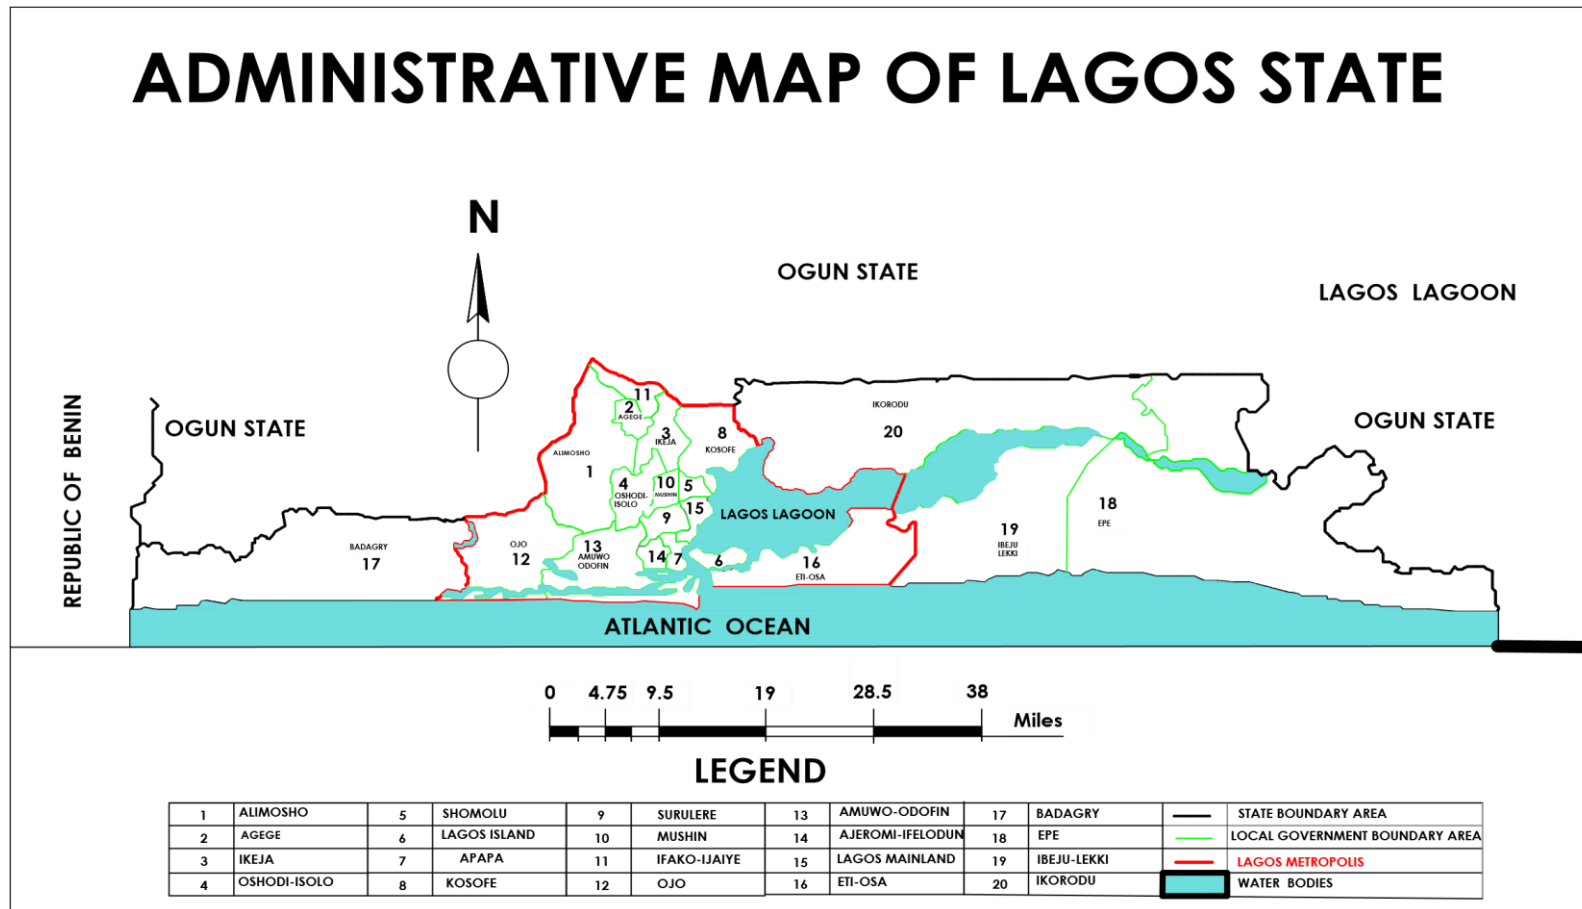 ADMINISTRATIVE MAP OF LAGOS STATE
N
OGUN STATE
LAGOS LAGOON
REPUBLIC OF BENIN
OGUN STATE
OGUN STATE
11
2
AGEGE
3
IKEJA
8
KOSOFE
IKORODU
20
ALIMOSHO
1
4
OSHODI-
ISOLO
10
MUSHIN
5
15
9
LAGOS LAGOON
18
EPE
19
IBEJU
LEKKI
BADAGRY
17
OJO
12
13
AMUWO
ODOFIN
14
7
6
16
ETI-OSA
ATLANTIC OCEAN
0 4.75 9.5 19 28.5 38
Miles
LEGEND
1 ALIMOSHO 5 SHOMOLU 9 SURULERE 13 AMUWO-ODOFIN 17 BADAGRY STATE BOUNDARY AREA
2 AGEGE 6 LAGOS ISLAND 10 MUSHIN 14 AJEROMI-IFELODUN 18 EPE LOCAL GOVERNMENT BOUNDARY AREA
3 IKEJA 7 APAPA 11 IFAKO-IJAIYE 15 LAGOS MAINLAND 19 IBEJU-LEKKI LAGOS METROPOLIS
4 OSHODI-ISOLO 8 KOSOFE 12 OJO 16 ETI-OSA 20 IKORODU WATER BODIES